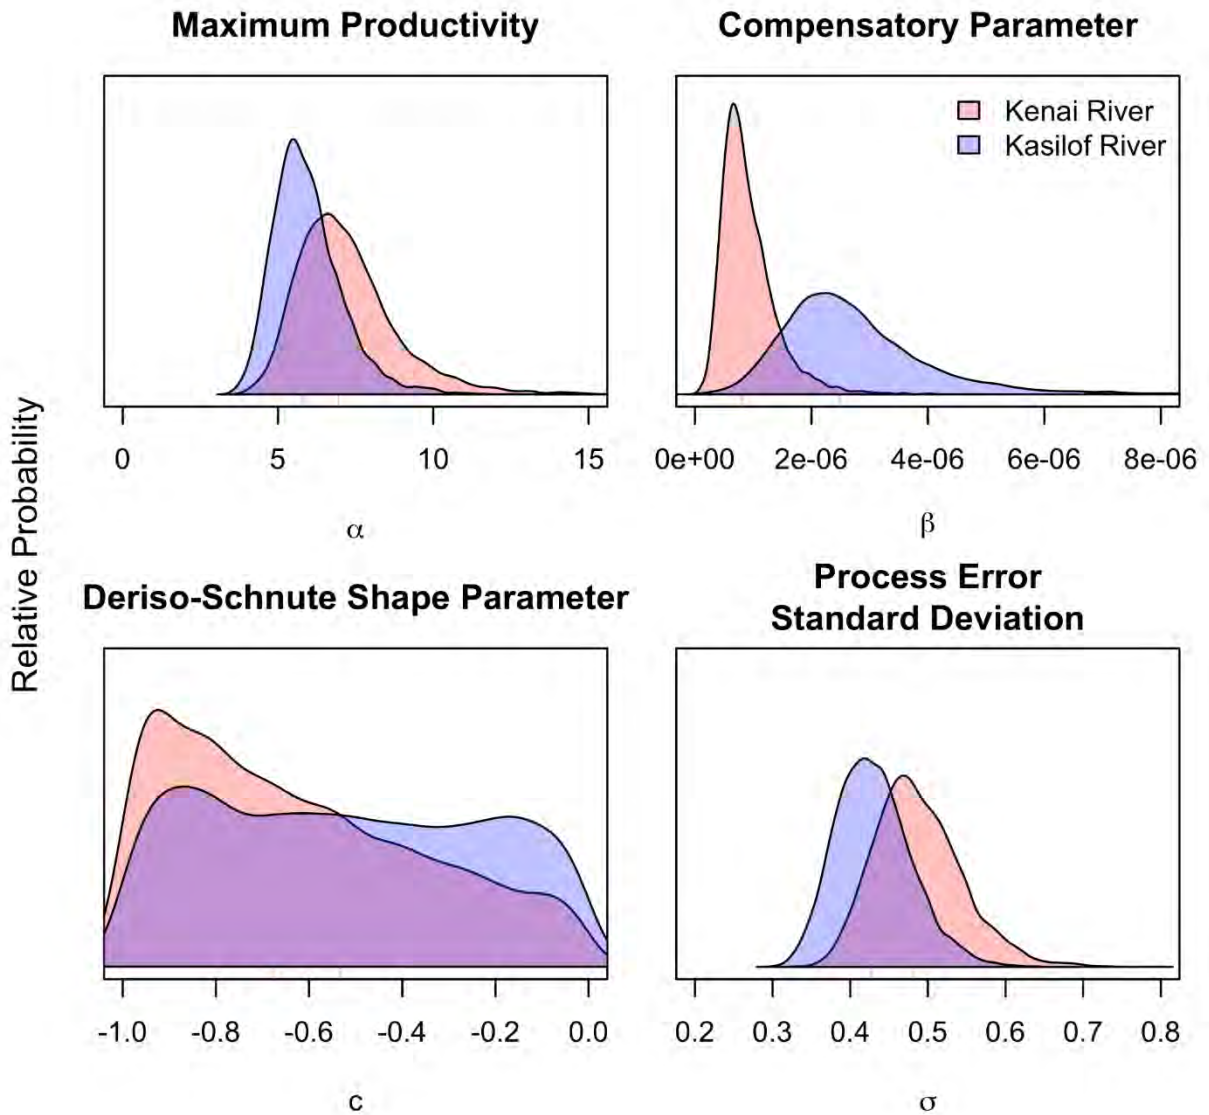 Maximum Productivity
Compensatory Parameter
Kenai River
Kasilof River
0 5 10 15
0e+00 2e-06 4e-06 6e-06 8e-06
α
β
Relative Probability
Deriso-Schnute Shape Parameter
Process Error
Standard Deviation
-1.0 -0.8 -0.6 -0.4 -0.2 0.0
0.2 0.3 0.4 0.5 0.6 0.7 0.8
c
σ